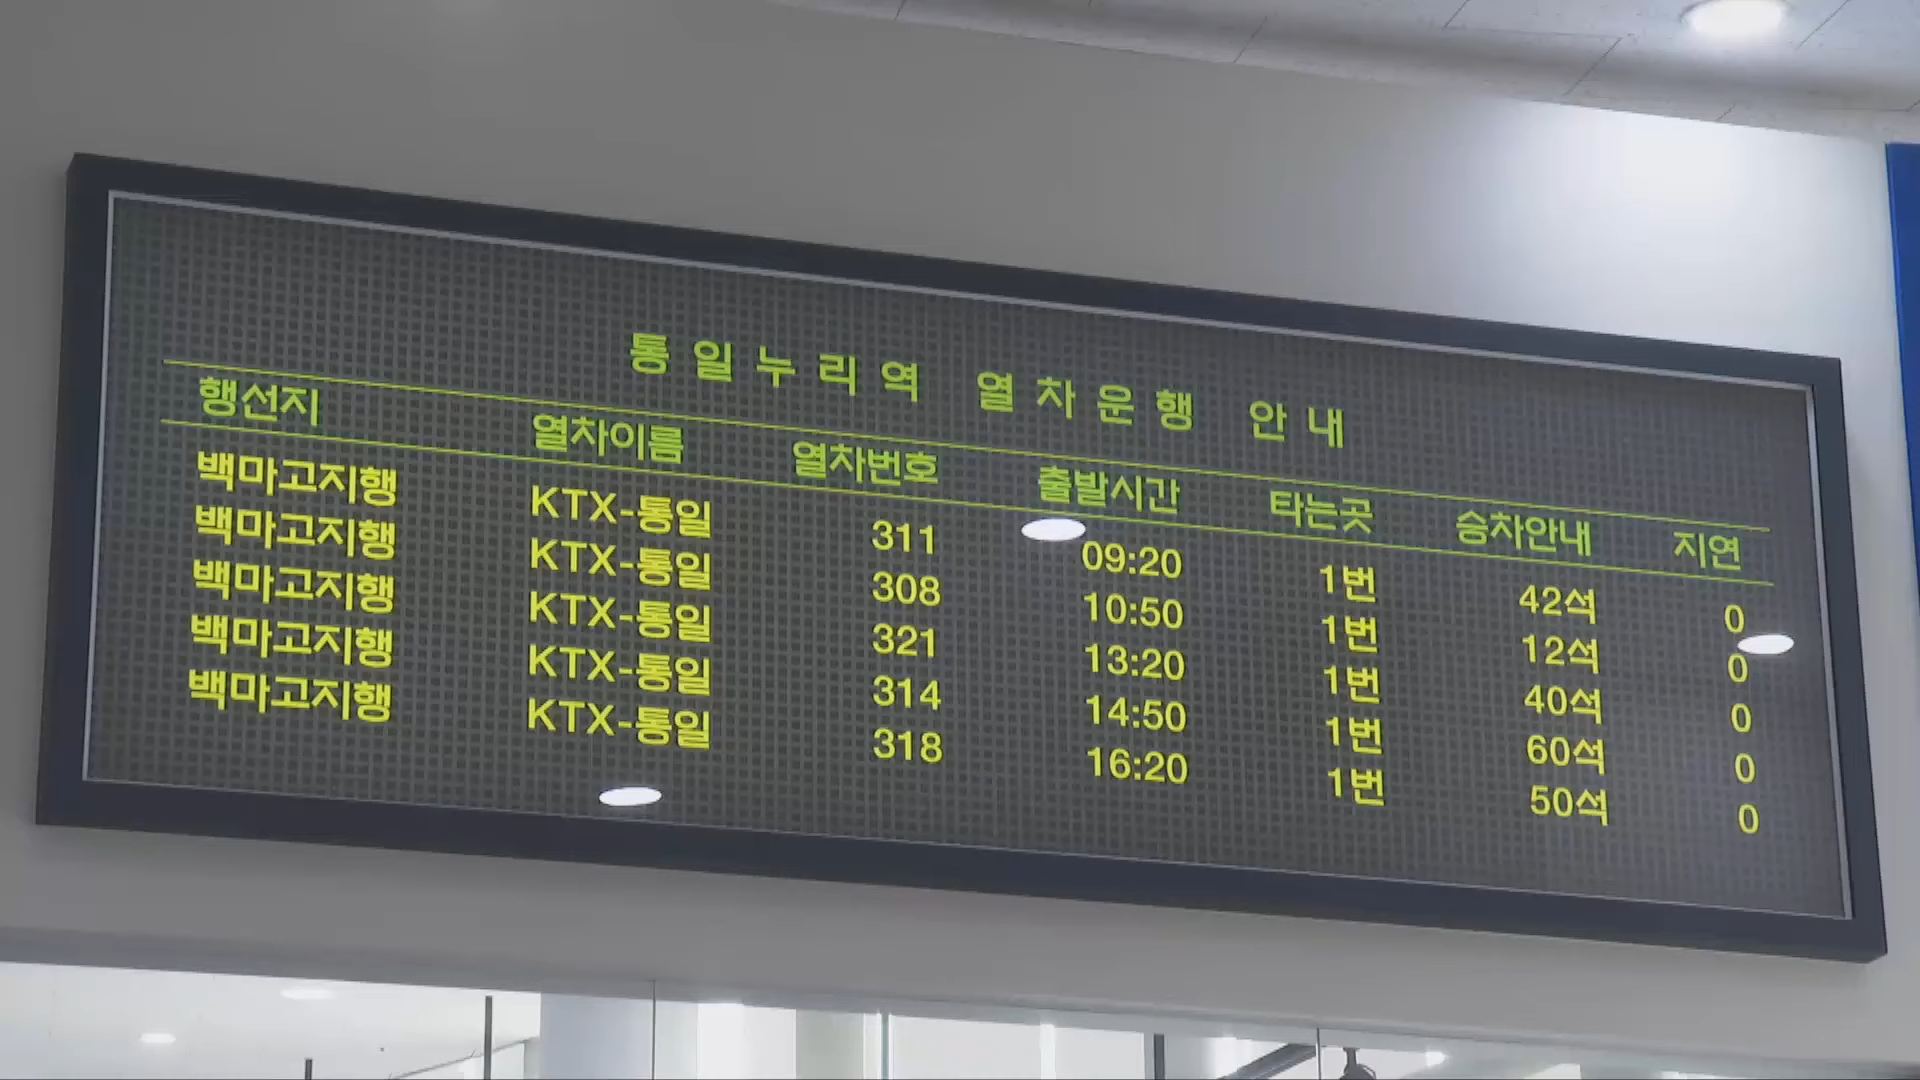 통일누리역 열차운행 안내
행선지 열차이름 열차번호 출발시간 타는곳 승차안내 지연
백마고지행 KTX-통일 311 09:20 1번 42석 0
백마고지행 KTX-통일 308 10:50 1번 12석 0
백마고지행 KTX-통일 321 13:20 1번 40석 0
백마고지행 KTX-통일 314 14:50 1번 60석 0
백마고지행 KTX-통일 318 16:20 1번 50석 0